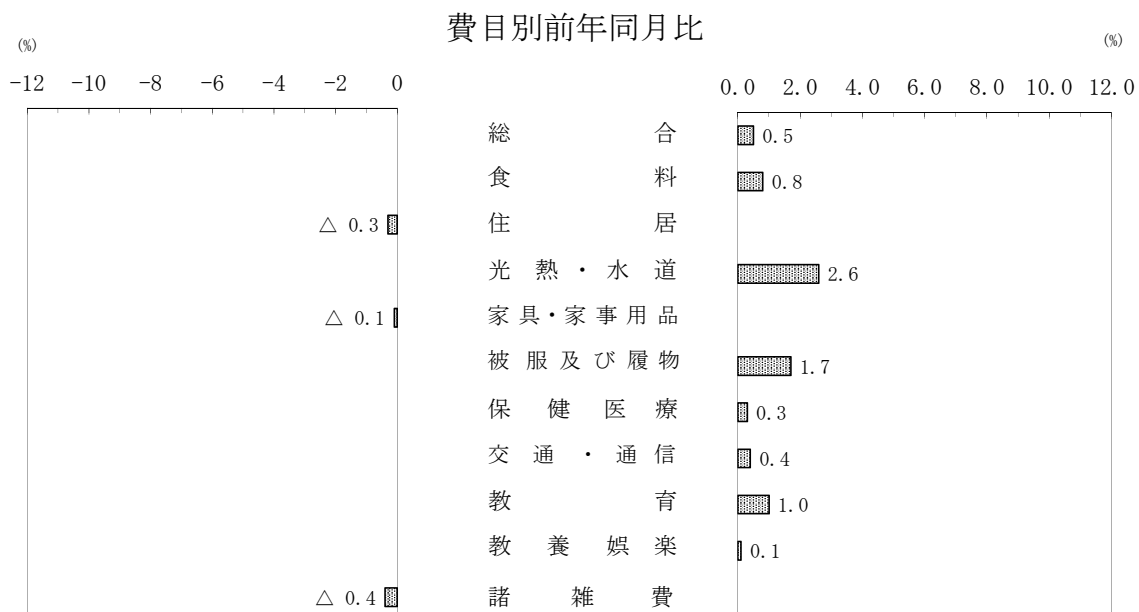 費目別前年同月比
(%) (%)
-12 -10 -8 -6 -4 -2 0 0.0 2.0 4.0 6.0 8.0 10.0 12.0
総合 0.5
食料 0.8
△ 0.3 住居
光熱・水道 2.6
△ 0.1 家具・家事用品
被服及び履物 1.7
保健医療 0.3
交通・通信 0.4
教育 1.0
教養娯楽 0.1
△ 0.4 諸雑費